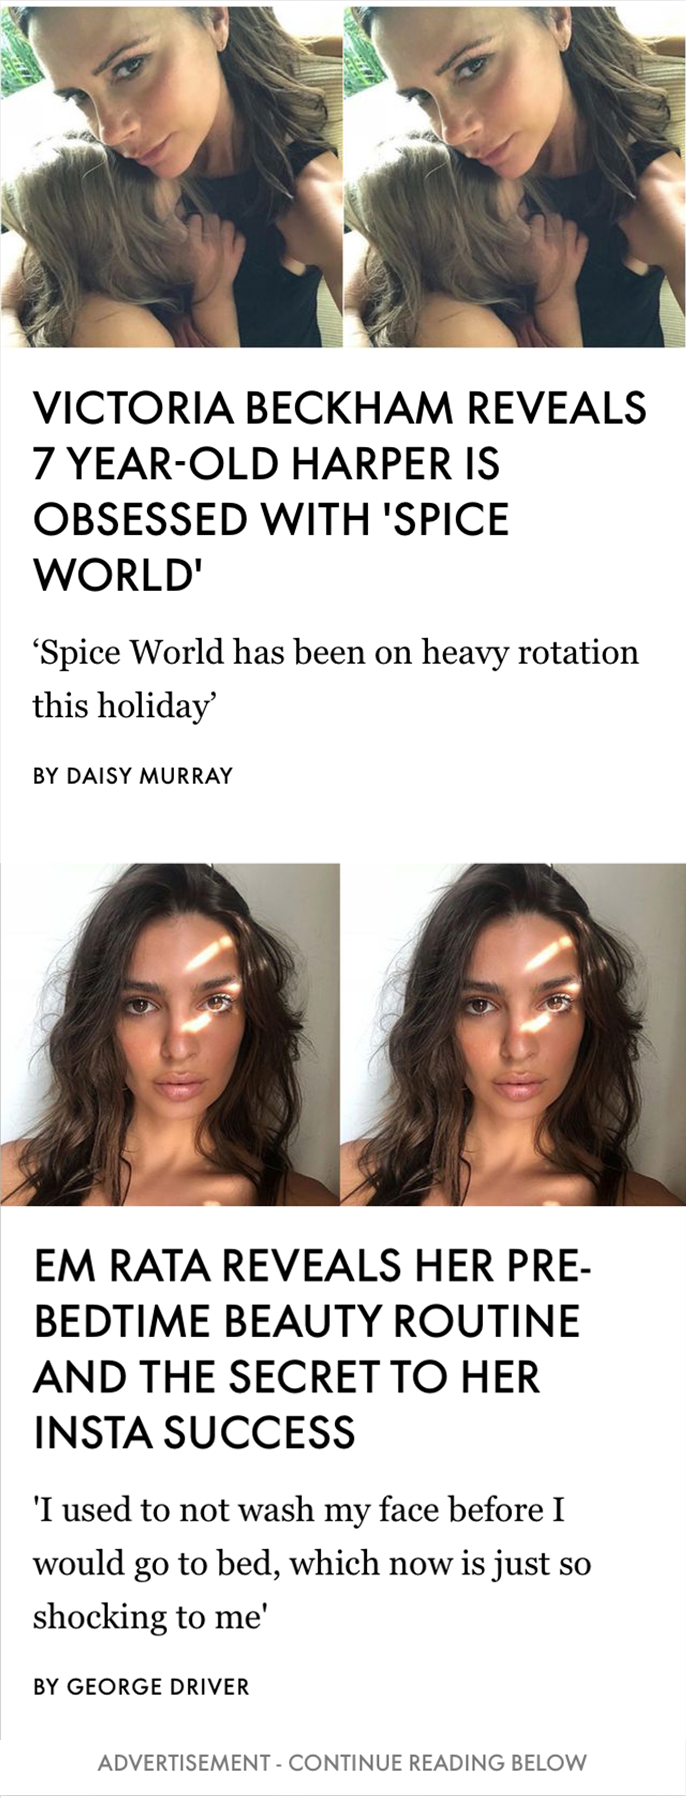 VICTORIA BECKHAM REVEALS
7 YEAR-OLD HARPER IS
OBSESSED WITH 'SPICE
WORLD'
‘Spice World has been on heavy rotation
this holiday’
BY DAISY MURRAY
EM RATA REVEALS HER PRE-
BEDTIME BEAUTY ROUTINE
AND THE SECRET TO HER
INSTA SUCCESS
'I used to not wash my face before I
would go to bed, which now is just so
shocking to me'
BY GEORGE DRIVER
ADVERTISEMENT - CONTINUE READING BELOW